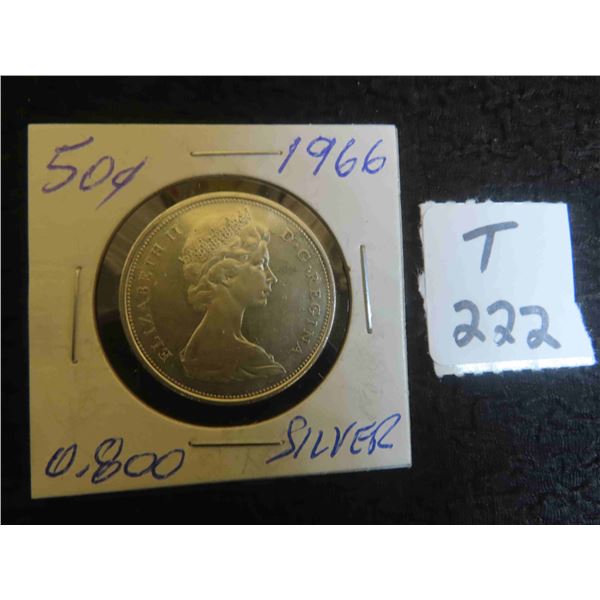 50¢ 1966
ELIZABETH II D·G·REGINA
0.800 SILVER
T
222